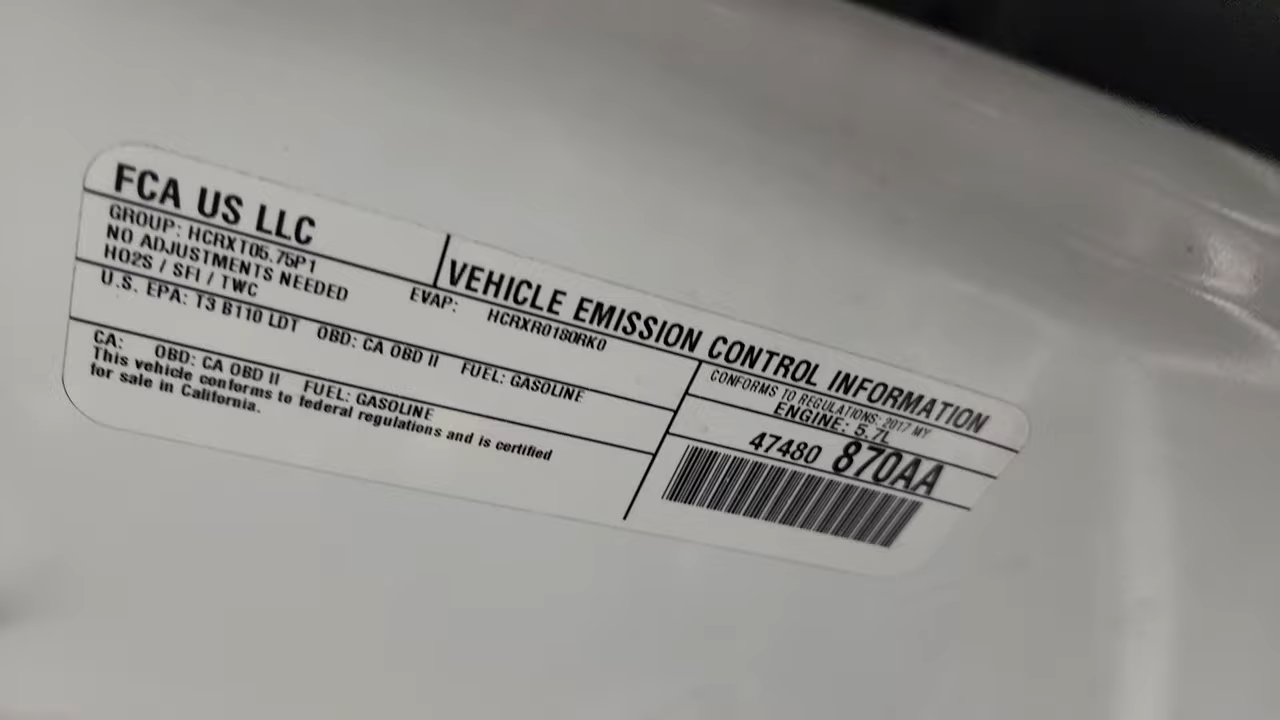 FCA US LLC
VEHICLE EMISSION CONTROL INFORMATION
GROUP: HCRXT05.75P1
EVAP: HCRXR0180RK0
NO ADJUSTMENTS NEEDED
HO2S / SFI / TWC
U.S. EPA: T3 B110 LDT OBD: CA OBD II FUEL: GASOLINE
CA: OBD: CA OBD II FUEL: GASOLINE
This vehicle conforms to federal regulations and is certified
for sale in California.
CONFORMS TO REGULATIONS: 2017 MY
ENGINE: 5.7L
47480 870AA